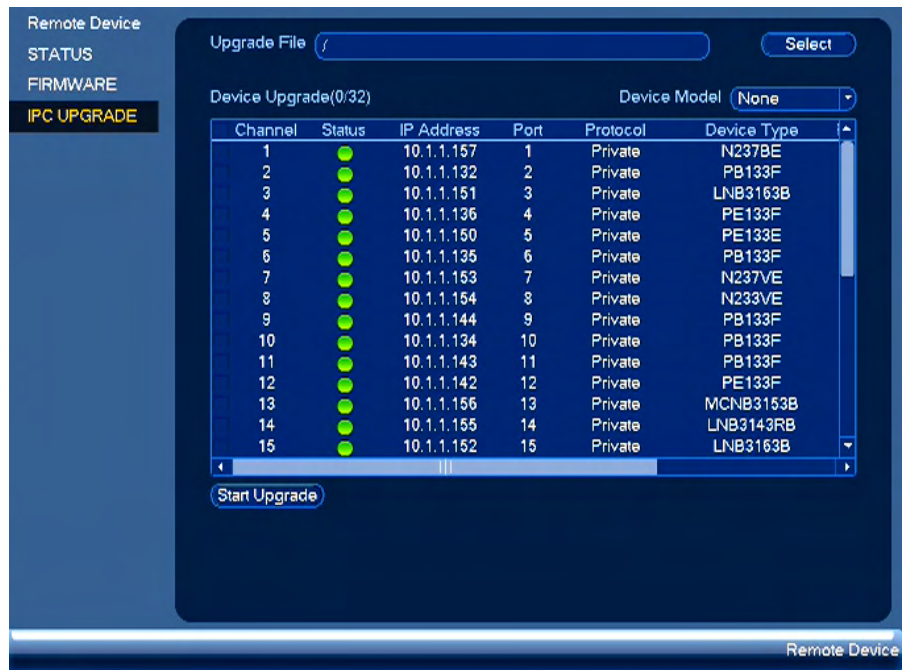 Remote Device
STATUS
FIRMWARE
IPC UPGRADE
Upgrade File / Select
Device Upgrade(0/32) Device Model None
Channel Status IP Address Port Protocol Device Type
1 10.1.1.157 1 Private N237BE
2 10.1.1.132 2 Private PB133F
3 10.1.1.151 3 Private LNB3163B
4 10.1.1.136 4 Private PE133F
5 10.1.1.150 5 Private PE133E
6 10.1.1.135 6 Private PB133F
7 10.1.1.153 7 Private N237VE
8 10.1.1.154 8 Private N233VE
9 10.1.1.144 9 Private PB133F
10 10.1.1.134 10 Private PB133F
11 10.1.1.143 11 Private PB133F
12 10.1.1.142 12 Private PE133F
13 10.1.1.156 13 Private MCNB3153B
14 10.1.1.155 14 Private LNB3143RB
15 10.1.1.152 15 Private LNB3163B
Start Upgrade
Remote Device